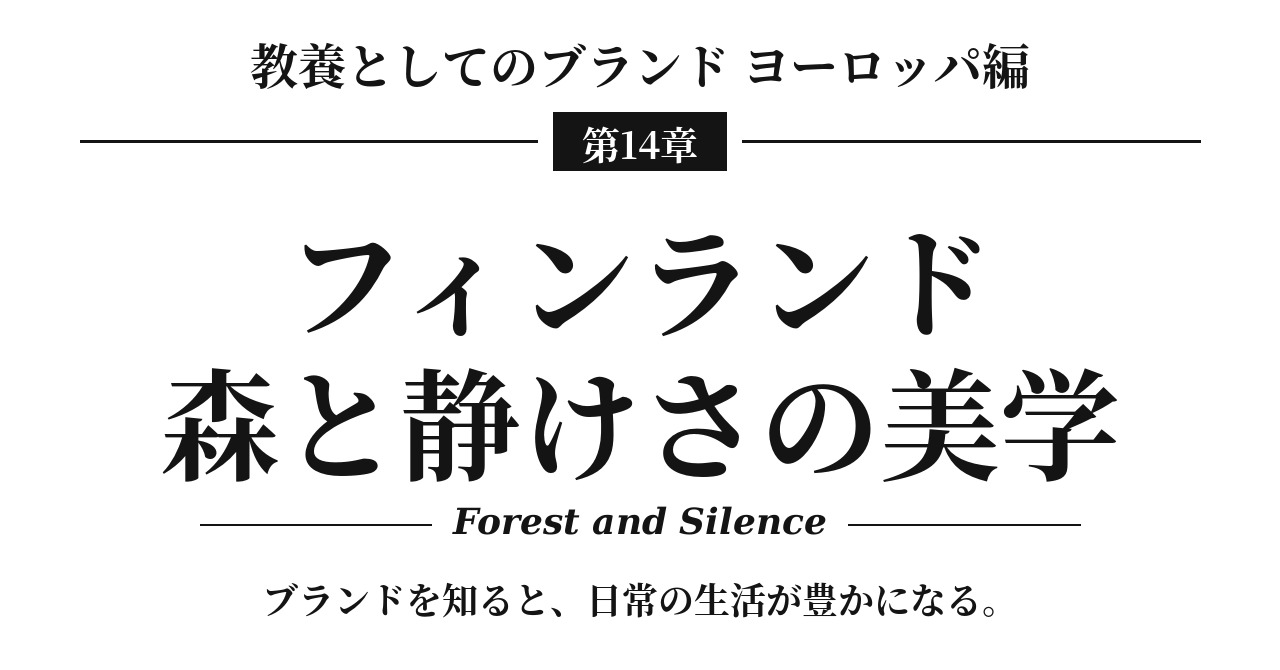 教養としてのブランド ヨーロッパ編
第14章
フィンランド
森と静けさの美学
Forest and Silence
ブランドを知ると、日常の生活が豊かになる。